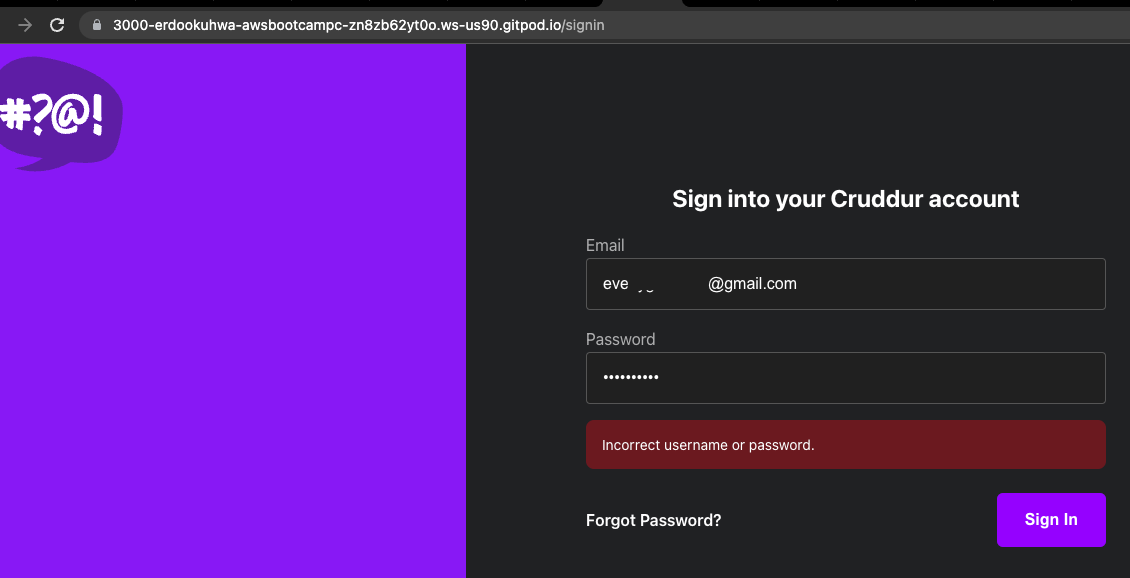 3000-erdookuhwa-awsbootcampc-zn8zb62yt0o.ws-us90.gitpod.io/signin
#?@!
Sign into your Cruddur account
Email
eve @gmail.com
Password
••••••••••
Incorrect username or password.
Forgot Password?
Sign In